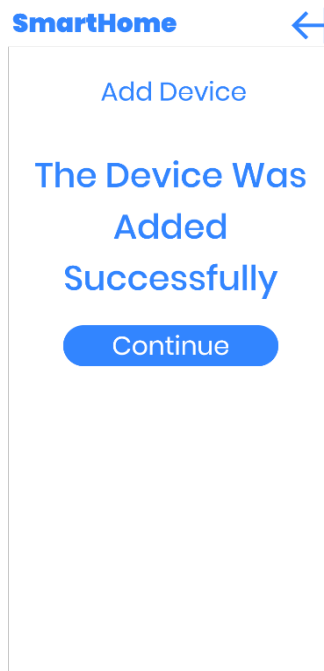 SmartHome
Add Device
The Device Was
Added
Successfully
Continue